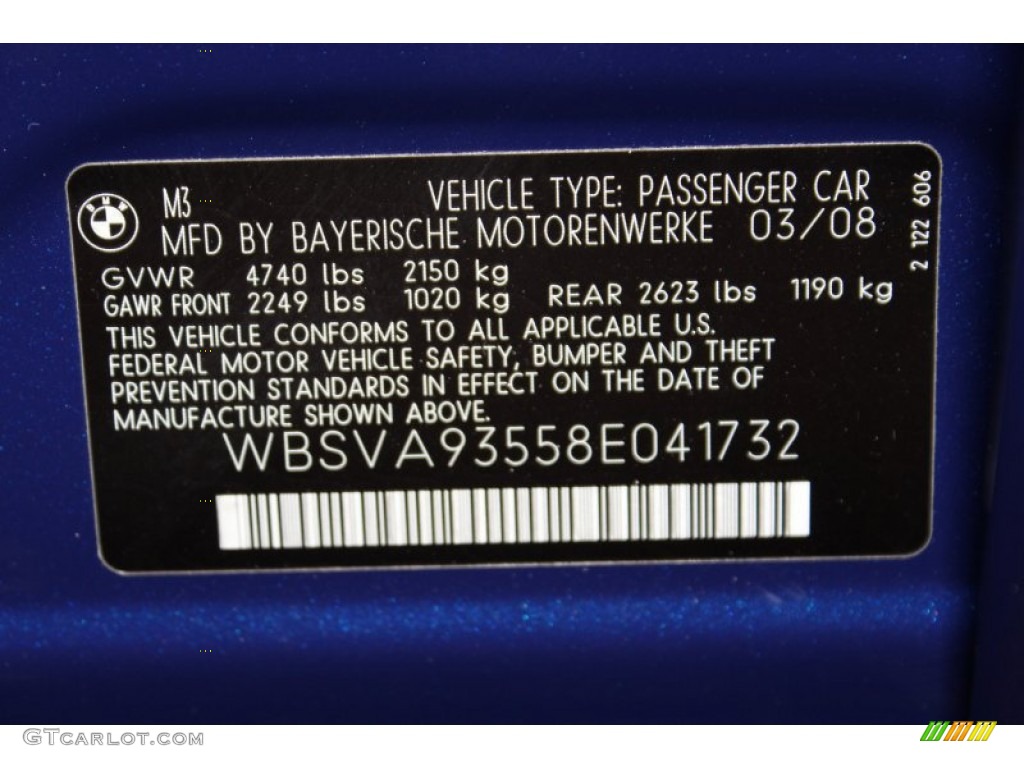 M3 VEHICLE TYPE: PASSENGER CAR
MFD BY BAYERISCHE MOTORENWERKE 03/08
2 122 606
BMW
GVWR 4740 lbs 2150 kg
GAWR FRONT 2249 lbs 1020 kg REAR 2623 lbs 1190 kg
THIS VEHICLE CONFORMS TO ALL APPLICABLE U.S.
FEDERAL MOTOR VEHICLE SAFETY, BUMPER AND THEFT
PREVENTION STANDARDS IN EFFECT ON THE DATE OF
MANUFACTURE SHOWN ABOVE.
WBSVA93558E041732
GTCARLOT.COM